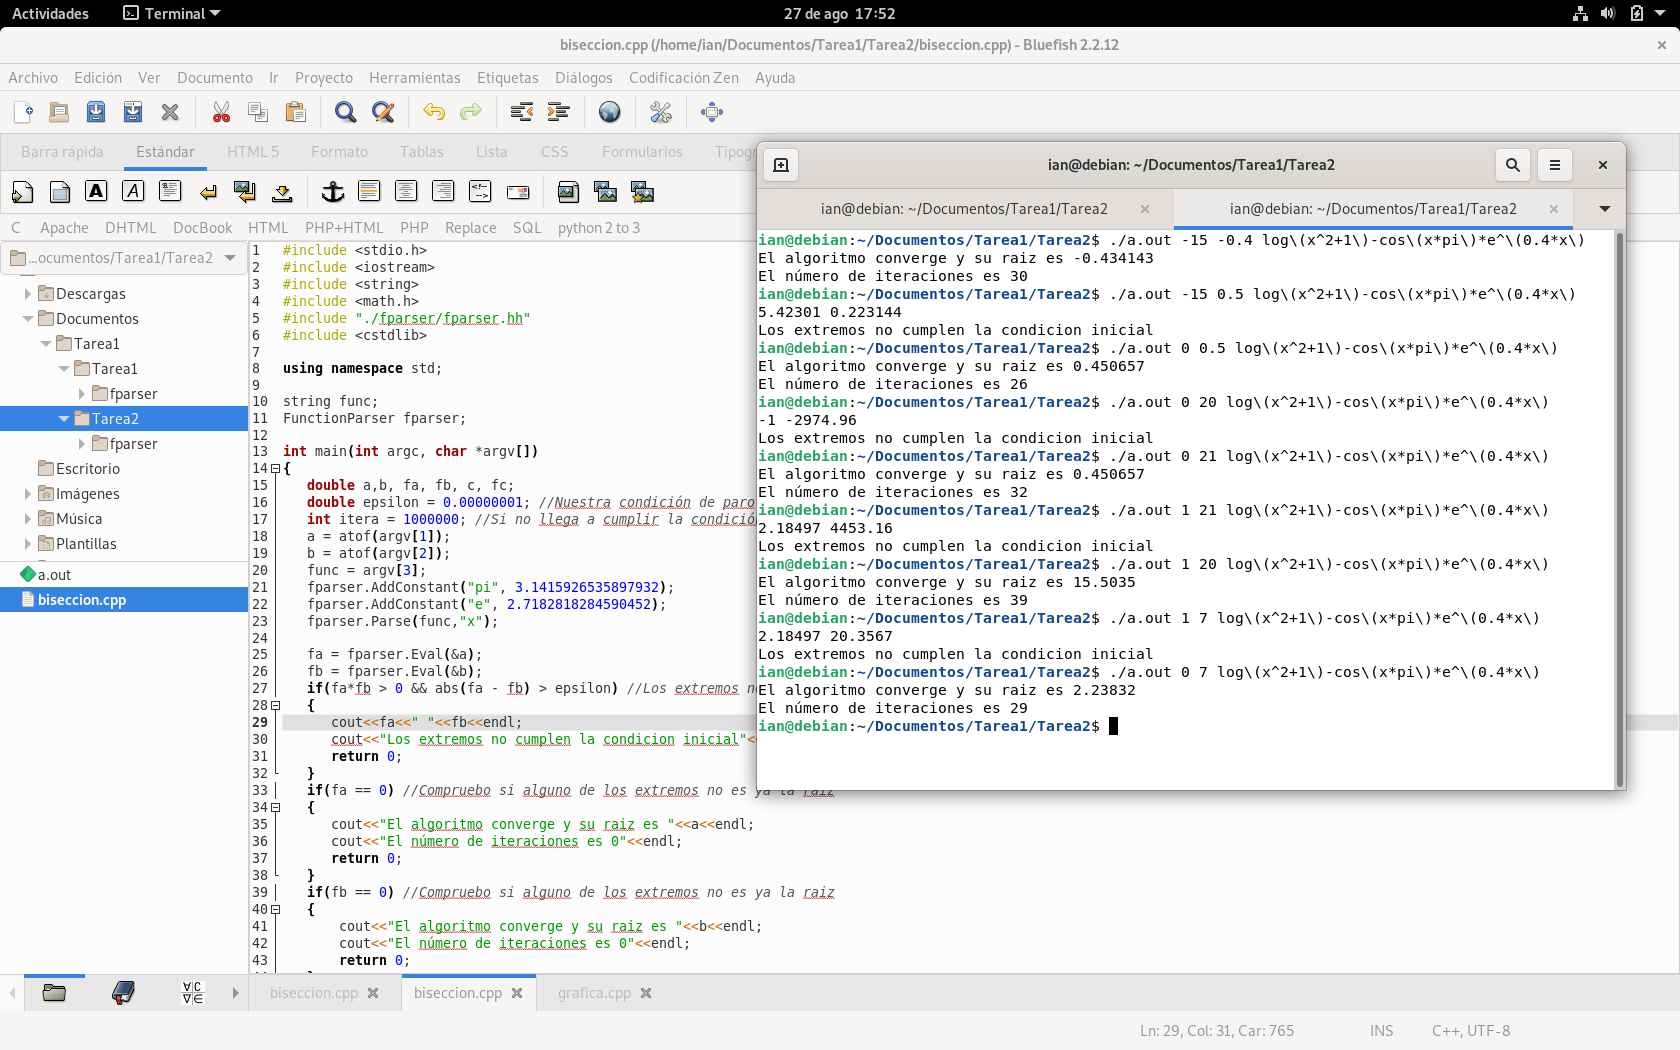 Actividades
Terminal
27 de ago 17:52
biseccion.cpp (/home/ian/Documentos/Tarea1/Tarea2/biseccion.cpp) - Bluefish 2.2.12
Archivo Edición Ver Documento Ir Proyecto Herramientas Etiquetas Diálogos Codificación Zen Ayuda
Barra rápida Estándar HTML 5 Formato Tablas Lista CSS Formularios
C Apache DHTML DocBook HTML PHP+HTML PHP Replace SQL python 2 to 3
...ocumentos/Tarea1/Tarea2
Descargas
Documentos
Tarea1
Tarea1
fparser
Tarea2
fparser
Escritorio
Imágenes
Música
Plantillas
a.out
biseccion.cpp
1 #include <stdio.h>
2 #include <iostream>
3 #include <string>
4 #include <math.h>
5 #include "./fparser/fparser.hh"
6 #include <cstdlib>
7
8 using namespace std;
9
10 string func;
11 FunctionParser fparser;
12
13 int main(int argc, char *argv[])
14 {
15 double a,b, fa, fb, c, fc;
16 double epsilon = 0.00000001; //Nuestra condición de paro
17 int itera = 1000000; //Si no llega a cumplir la condició
18 a = atof(argv[1]);
19 b = atof(argv[2]);
20 func = argv[3];
21 fparser.AddConstant("pi", 3.1415926535897932);
22 fparser.AddConstant("e", 2.7182818284590452);
23 fparser.Parse(func,"x");
24
25 fa = fparser.Eval(&a);
26 fb = fparser.Eval(&b);
27 if(fa*fb > 0 && abs(fa - fb) > epsilon) //Los extremos n
28 {
29 cout<<fa<<" "<<fb<<endl;
30 cout<<"Los extremos no cumplen la condicion inicial"<
31 return 0;
32 }
33 if(fa == 0) //Compruebo si alguno de los extremos no es ya la raiz
34 {
35 cout<<"El algoritmo converge y su raiz es "<<a<<endl;
36 cout<<"El número de iteraciones es 0"<<endl;
37 return 0;
38 }
39 if(fb == 0) //Compruebo si alguno de los extremos no es ya la raiz
40 {
41 cout<<"El algoritmo converge y su raiz es "<<b<<endl;
42 cout<<"El número de iteraciones es 0"<<endl;
43 return 0;
ian@debian: ~/Documentos/Tarea1/Tarea2
ian@debian: ~/Documentos/Tarea1/Tarea2 ian@debian: ~/Documentos/Tarea1/Tarea2
ian@debian:~/Documentos/Tarea1/Tarea2$ ./a.out -15 -0.4 log\(x^2+1\)-cos\(x*pi\)*e^\(0.4*x\)
El algoritmo converge y su raiz es -0.434143
El número de iteraciones es 30
ian@debian:~/Documentos/Tarea1/Tarea2$ ./a.out -15 0.5 log\(x^2+1\)-cos\(x*pi\)*e^\(0.4*x\)
5.42301 0.223144
Los extremos no cumplen la condicion inicial
ian@debian:~/Documentos/Tarea1/Tarea2$ ./a.out 0 0.5 log\(x^2+1\)-cos\(x*pi\)*e^\(0.4*x\)
El algoritmo converge y su raiz es 0.450657
El número de iteraciones es 26
ian@debian:~/Documentos/Tarea1/Tarea2$ ./a.out 0 20 log\(x^2+1\)-cos\(x*pi\)*e^\(0.4*x\)
-1 -2974.96
Los extremos no cumplen la condicion inicial
ian@debian:~/Documentos/Tarea1/Tarea2$ ./a.out 0 21 log\(x^2+1\)-cos\(x*pi\)*e^\(0.4*x\)
El algoritmo converge y su raiz es 0.450657
El número de iteraciones es 32
ian@debian:~/Documentos/Tarea1/Tarea2$ ./a.out 1 21 log\(x^2+1\)-cos\(x*pi\)*e^\(0.4*x\)
2.18497 4453.16
Los extremos no cumplen la condicion inicial
ian@debian:~/Documentos/Tarea1/Tarea2$ ./a.out 1 20 log\(x^2+1\)-cos\(x*pi\)*e^\(0.4*x\)
El algoritmo converge y su raiz es 15.5035
El número de iteraciones es 39
ian@debian:~/Documentos/Tarea1/Tarea2$ ./a.out 1 7 log\(x^2+1\)-cos\(x*pi\)*e^\(0.4*x\)
2.18497 20.3567
Los extremos no cumplen la condicion inicial
ian@debian:~/Documentos/Tarea1/Tarea2$ ./a.out 0 7 log\(x^2+1\)-cos\(x*pi\)*e^\(0.4*x\)
El algoritmo converge y su raiz es 2.23832
El número de iteraciones es 29
ian@debian:~/Documentos/Tarea1/Tarea2$
biseccion.cpp biseccion.cpp grafica.cpp
Ln: 29, Col: 31, Car: 765 INS C++, UTF-8